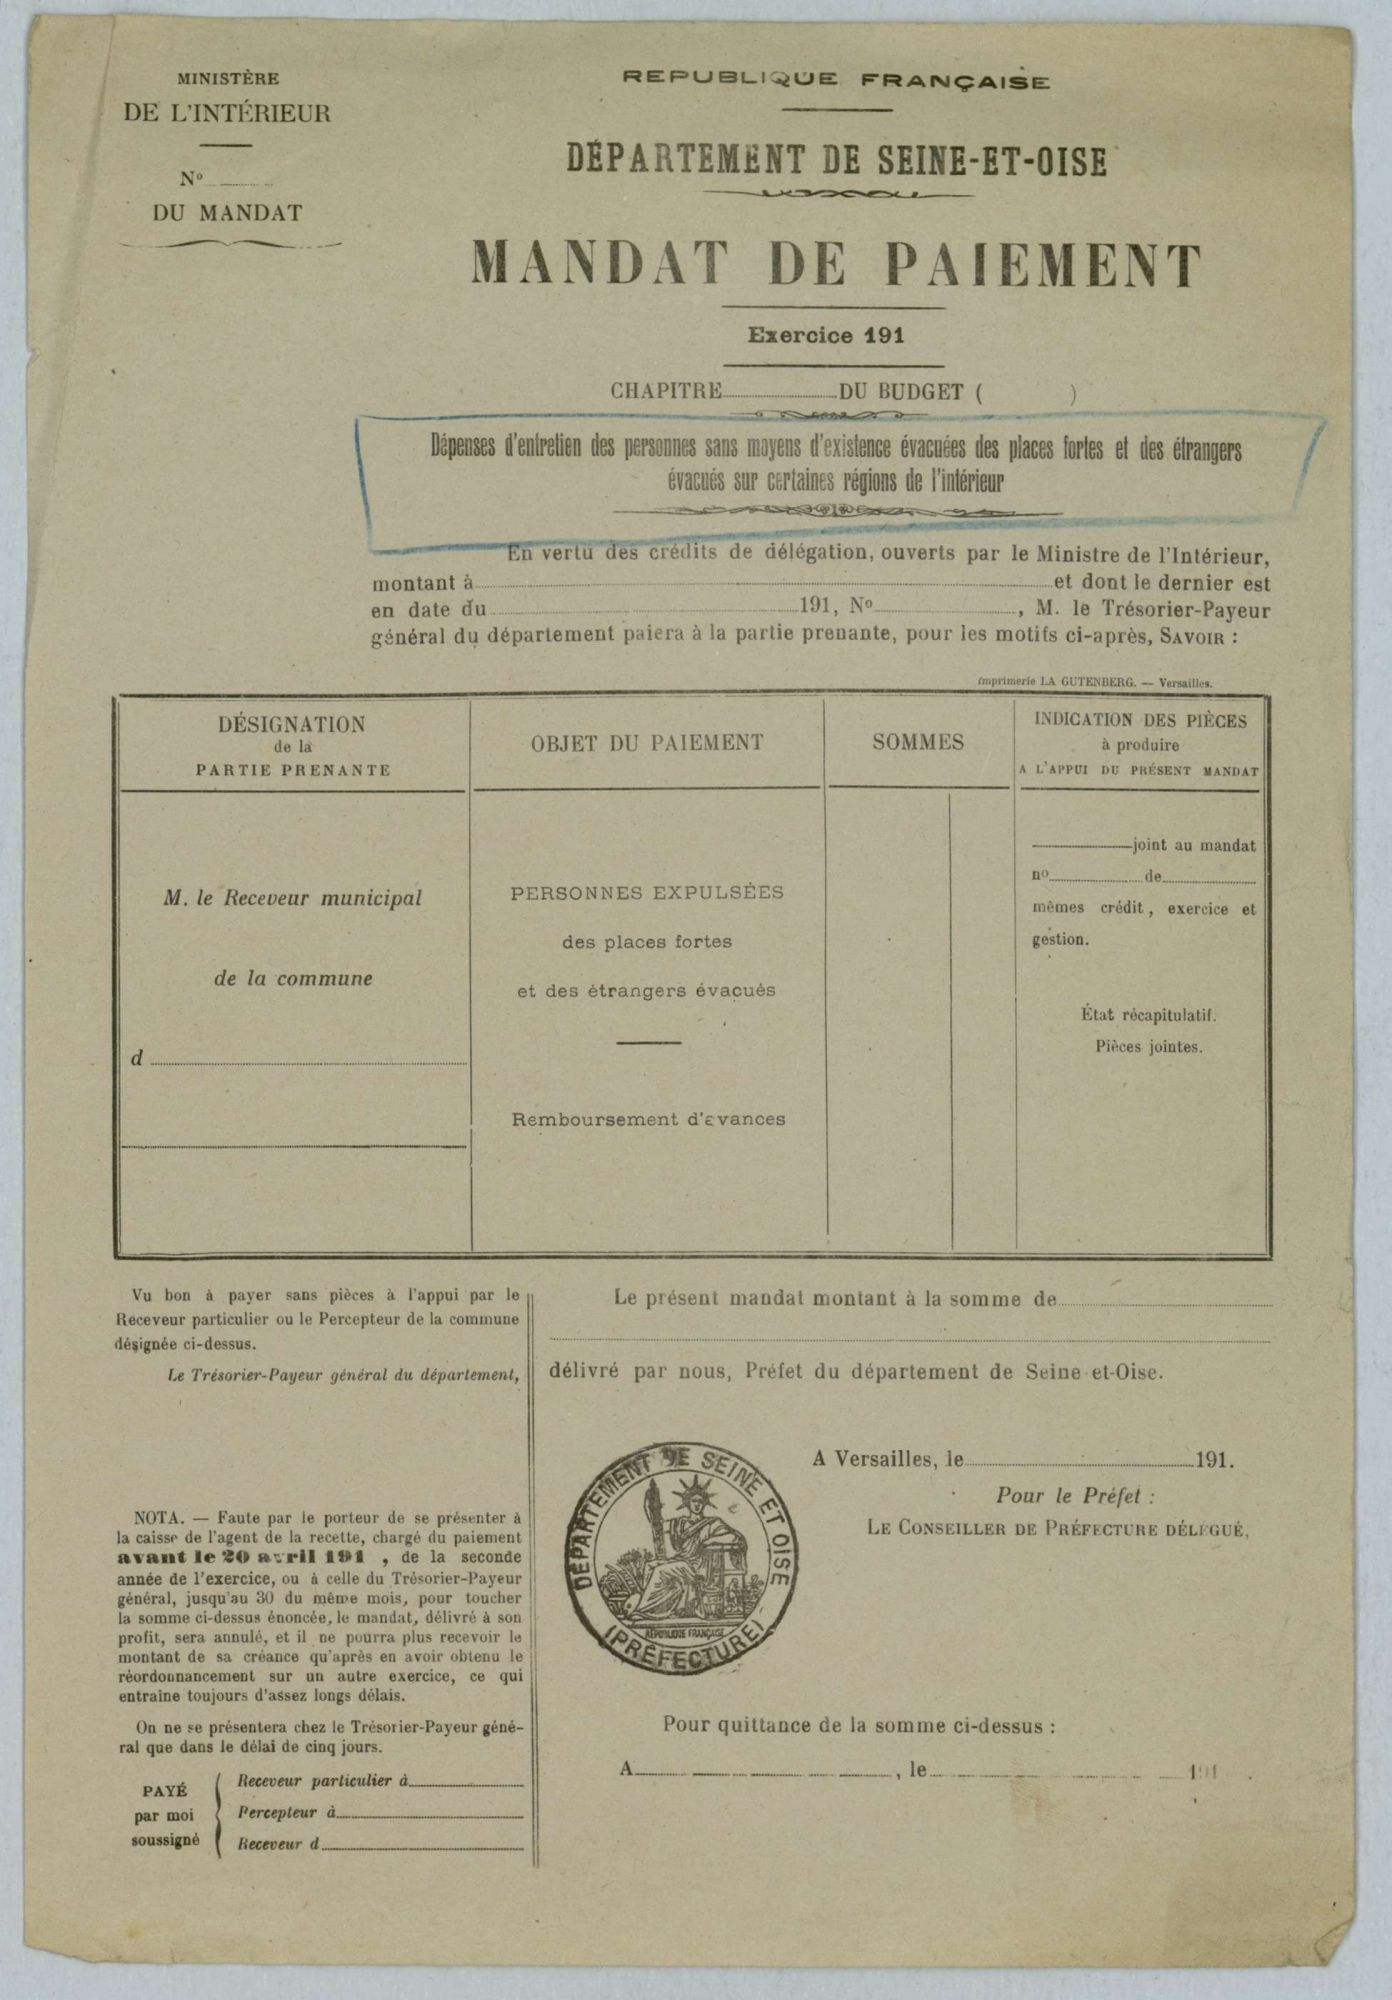 MINISTÈRE
DE L'INTÉRIEUR
No
DU MANDAT
REPUBLIQUE FRANÇAISE
DÉPARTEMENT DE SEINE-ET-OISE
MANDAT DE PAIEMENT
Exercice 191
CHAPITRE DU BUDGET ( )
Dépenses d'entretien des personnes sans moyens d'existence évacuées des places fortes et des étrangers
évacués sur certaines régions de l'intérieur
En vertu des crédits de délégation, ouverts par le Ministre de l'Intérieur,
montant à et dont le dernier est
en date du 191, No , M. le Trésorier-Payeur
général du département paiera à la partie prenante, pour les motifs ci-après, SAVOIR :
Imprimerie LA GUTENBERG. — Versailles.
DÉSIGNATION
de la
PARTIE PRENANTE
OBJET DU PAIEMENT
SOMMES
INDICATION DES PIÈCES
à produire
A L'APPUI DU PRÉSENT MANDAT
M. le Receveur municipal
de la commune
d
PERSONNES EXPULSÉES
des places fortes
et des étrangers évacués
Remboursement d'avances
joint au mandat
no de
mêmes crédit, exercice et
gestion.
État récapitulatif.
Pièces jointes.
Vu bon à payer sans pièces à l'appui par le
Receveur particulier ou le Percepteur de la commune
désignée ci-dessus.
Le Trésorier-Payeur général du département,
NOTA. — Faute par le porteur de se présenter à
la caisse de l'agent de la recette, chargé du paiement
avant le 20 avril 191 , de la seconde
année de l'exercice, ou à celle du Trésorier-Payeur
général, jusqu'au 30 du même mois, pour toucher
la somme ci-dessus énoncée, le mandat, délivré à son
profit, sera annulé, et il ne pourra plus recevoir le
montant de sa créance qu'après en avoir obtenu le
réordonnancement sur un autre exercice, ce qui
entraîne toujours d'assez longs délais.
On ne se présentera chez le Trésorier-Payeur géné-
ral que dans le délai de cinq jours.
PAYÉ
par moi
soussigné
Receveur particulier à
Percepteur à
Receveur d
Le présent mandat montant à la somme de
délivré par nous, Préfet du département de Seine-et-Oise.
A Versailles, le 191.
Pour le Préfet :
LE CONSEILLER DE PRÉFECTURE DÉLÉGUÉ,
DEPARTEMENT DE SEINE ET OISE
RÉPUBLIQUE FRANÇAISE
(PRÉFECTURE)
Pour quittance de la somme ci-dessus :
A , le 191 .